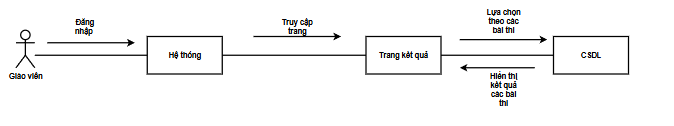 Đăng
nhập
Giáo viên
Hệ thống
Truy cập
trang
Trang kết quả
Lựa chọn
theo các
bài thi
Hiển thị
kết quả
các bài
thi
CSDL